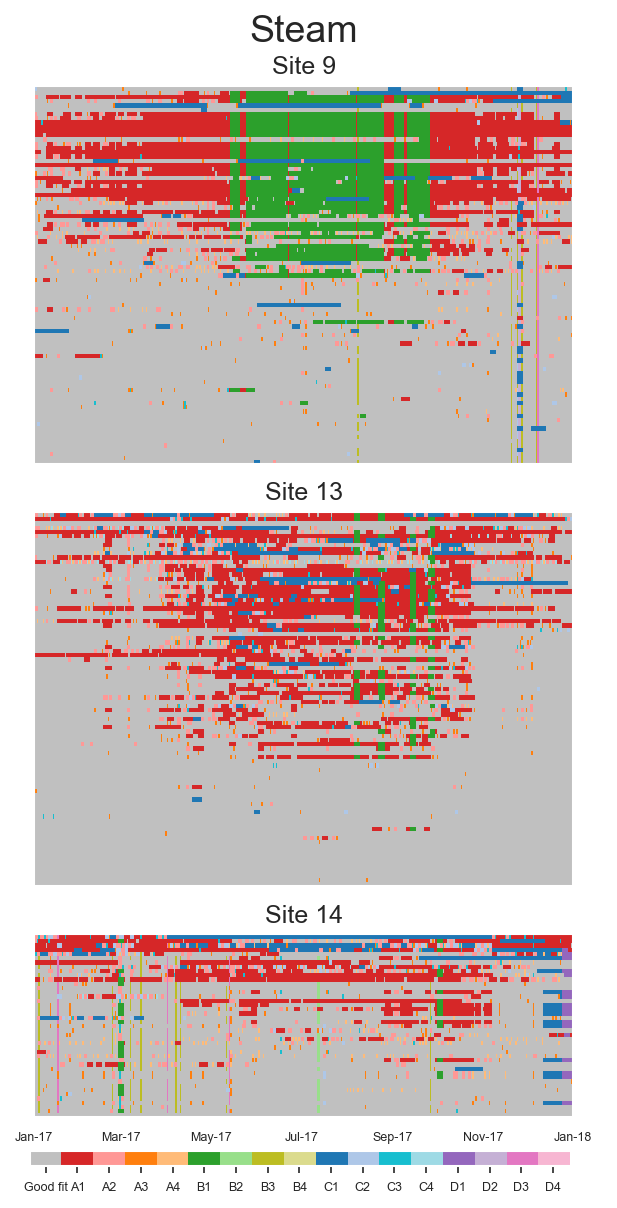 Steam
Site 9
Site 13
Site 14
Jan-17 Mar-17 May-17 Jul-17 Sep-17 Nov-17 Jan-18
Good fit A1 A2 A3 A4 B1 B2 B3 B4 C1 C2 C3 C4 D1 D2 D3 D4